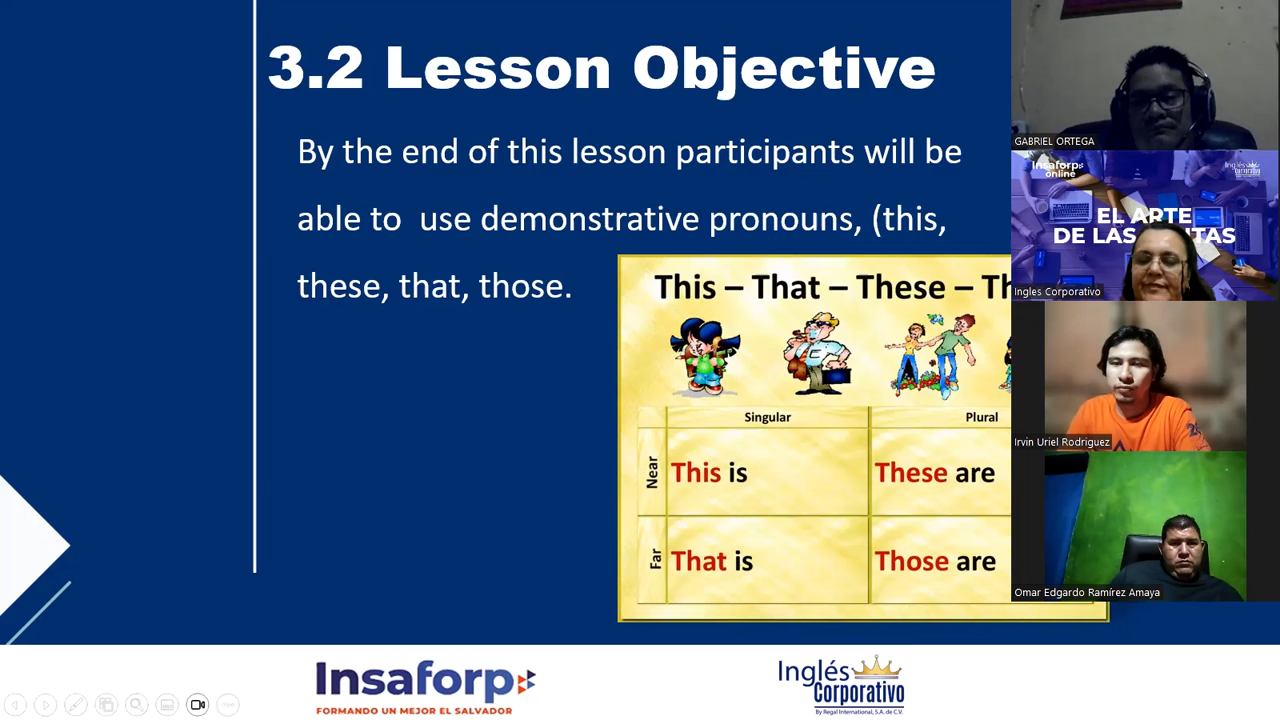 3.2 Lesson Objective
By the end of this lesson participants will be
able to use demonstrative pronouns, (this,
these, that, those.
This – That – These – Th
Singular
Plural
Near
This is
These are
Far
That is
Those are
Insaforp
FORMANDO UN MEJOR EL SALVADOR
Inglés
Corporativo
By Regal International, S.A. de C.V.
GABRIEL ORTEGA
Insaforp
online
Inglés
Corporativo
EL ARTE
DE LAS
Ingles Corporativo
Irvin Uriel Rodriguez
Omar Edgardo Ramírez Amaya